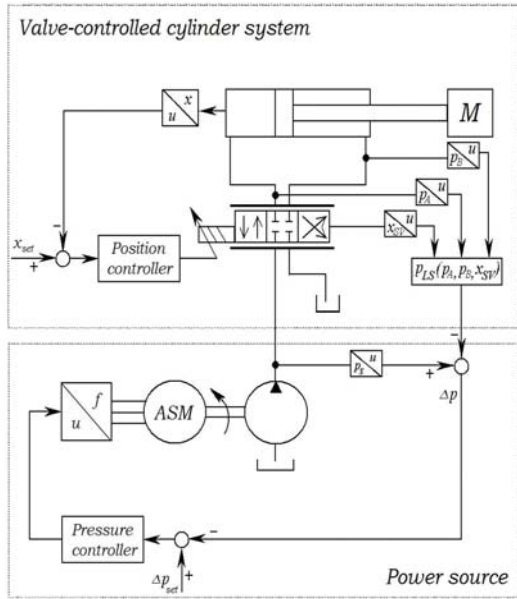 Valve-controlled cylinder system
x
u
M
u
p_B
u
p_A
u
x_SV
x_set
-
+
Position
controller
p_LS(p_A, p_B, x_SV)
-
u
p_s
+
Δp
f
u
ASM
Pressure
controller
-
Δp_set
+
Power source